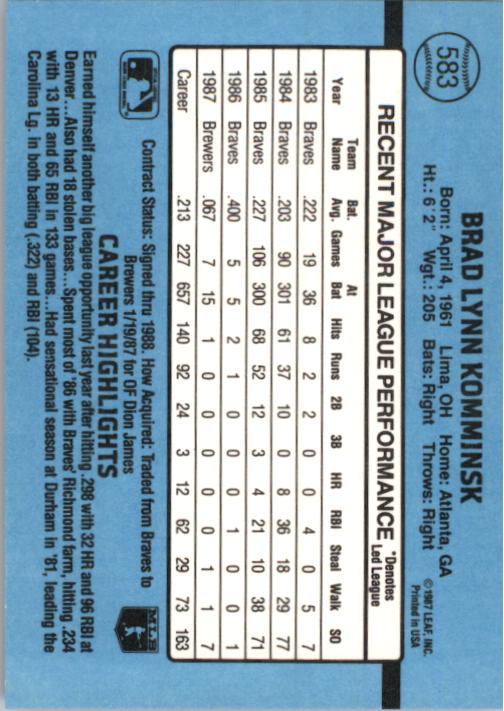 583
BRAD LYNN KOMMINSK
Born: April 4, 1961 Lima, OH Home: Atlanta, GA
Ht.: 6' 2" Wgt.: 205 Bats: Right Throws: Right
©1987 LEAF, INC.
Printed in USA
RECENT MAJOR LEAGUE PERFORMANCE *Denotes Led League
Year Team Name Bat. Avg. Games At Bat Hits Runs 2B 3B HR RBI Steal Walk SO
1983 Braves .222 19 36 8 2 2 0 0 4 0 5 7
1984 Braves .203 90 301 61 37 10 0 8 36 18 29 77
1985 Braves .227 106 300 68 52 12 3 4 21 10 38 71
1986 Braves .400 5 5 2 1 0 0 0 1 0 0 1
1987 Brewers .067 7 15 1 0 0 0 0 0 1 1 7
Career .213 227 657 140 92 24 3 12 62 29 73 163
Contract Status: Signed thru 1988. How Acquired: Traded from Braves to
Brewers 1/19/87 for OF Dion James
MLB
CAREER HIGHLIGHTS
Earned himself another big league opportunity last year after hitting .298 with 32 HR and 96 RBI at
Denver...Also had 18 stolen bases...Spent most of '86 with Braves' Richmond farm, hitting .234
with 13 HR and 65 RBI in 133 games...Had sensational season at Durham in '81, leading the
Carolina Lg. in both batting (.322) and RBI (104).